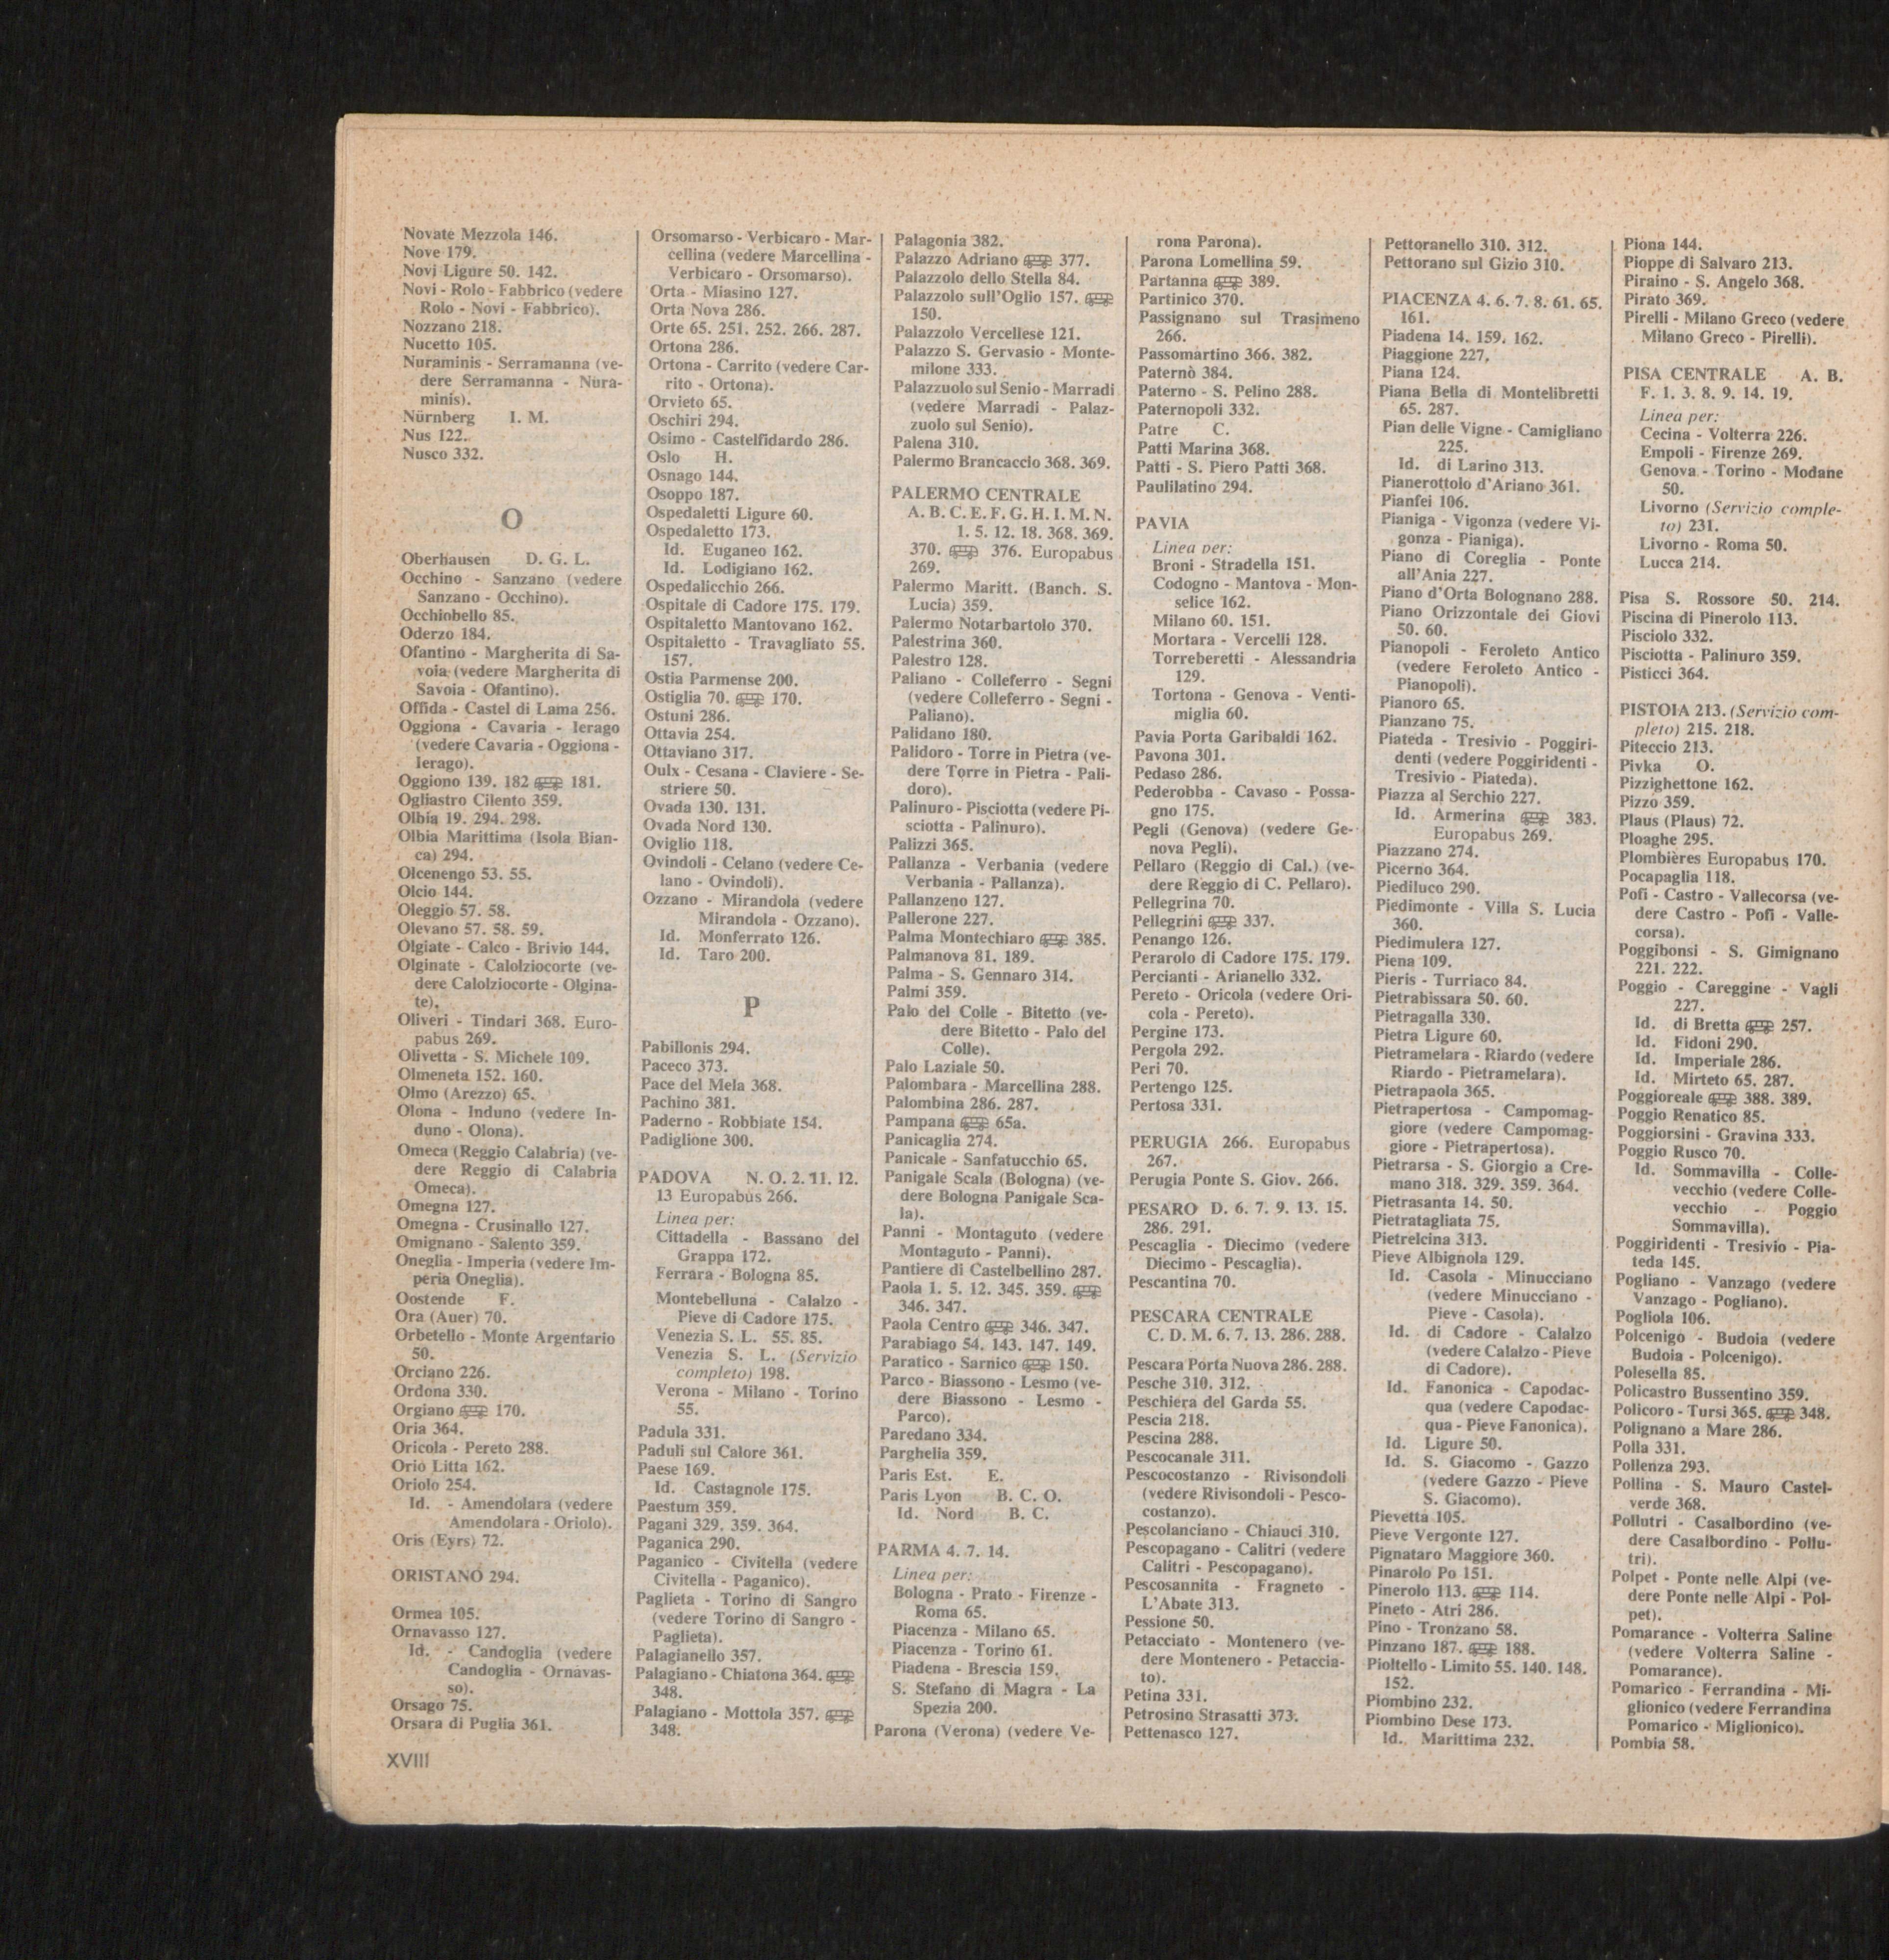 Novate Mezzola 146.
Nove 179.
Novi Ligure 50. 142.
Novi - Rolo - Fabbrico (vedere
Rolo - Novi - Fabbrico).
Nozzano 218.
Nucetto 105.
Nuraminis - Serramanna (ve-
dere Serramanna - Nura-
minis).
Nürnberg I. M.
Nus 122.
Nusco 332.
O
Oberhausen D. G. L.
Occhino - Sanzano (vedere
Sanzano - Occhino).
Occhiobello 85.
Oderzo 184.
Ofantino - Margherita di Sa-
voia (vedere Margherita di
Savoia - Ofantino).
Offida - Castel di Lama 256.
Oggiona - Cavaria - Ierago
(vedere Cavaria - Oggiona -
Ierago).
Oggiono 139. 182 181.
Ogliastro Cilento 359.
Olbia 19. 294. 298.
Olbia Marittima (Isola Bian-
ca) 294.
Olcenengo 53. 55.
Olcio 144.
Oleggio 57. 58.
Olevano 57. 58. 59.
Olgiate - Calco - Brivio 144.
Olginate - Calolziocorte (ve-
dere Calolziocorte - Olgina-
te).
Oliveri - Tindari 368. Euro-
pabus 269.
Olivetta - S. Michele 109.
Olmeneta 152. 160.
Olmo (Arezzo) 65.
Olona - Induno (vedere In-
duno - Olona).
Omeca (Reggio Calabria) (ve-
dere Reggio di Calabria
Omeca).
Omegna 127.
Omegna - Crusinallo 127.
Omignano - Salento 359.
Oneglia - Imperia (vedere Im-
peria Oneglia).
Oostende F.
Ora (Auer) 70.
Orbetello - Monte Argentario
50.
Orciano 226.
Ordona 330.
Orgiano 170.
Oria 364.
Oricola - Pereto 288.
Orio Litta 162.
Oriolo 254.
Id. - Amendolara (vedere
Amendolara - Oriolo).
Oris (Eyrs) 72.
ORISTANO 294.
Ormea 105.
Ornavasso 127.
Id. - Candoglia (vedere
Candoglia - Ornavas-
so).
Orsago 75.
Orsara di Puglia 361.
Orsomarso - Verbicaro - Mar-
cellina (vedere Marcellina -
Verbicaro - Orsomarso).
Orta - Miasino 127.
Orta Nova 286.
Orte 65. 251. 252. 266. 287.
Ortona 286.
Ortona - Carrito (vedere Car-
rito - Ortona).
Orvieto 65.
Oschiri 294.
Osimo - Castelfidardo 286.
Oslo H.
Osnago 144.
Osoppo 187.
Ospedaletti Ligure 60.
Ospedaletto 173.
Id. Euganeo 162.
Id. Lodigiano 162.
Ospedalicchio 266.
Ospitale di Cadore 175. 179.
Ospitaletto Mantovano 162.
Ospitaletto - Travagliato 55.
157.
Ostia Parmense 200.
Ostiglia 70. 170.
Ostuni 286.
Ottavia 254.
Ottaviano 317.
Oulx - Cesana - Claviere - Se-
striere 50.
Ovada 130. 131.
Ovada Nord 130.
Oviglio 118.
Ovindoli - Celano (vedere Ce-
lano - Ovindoli).
Ozzano - Mirandola (vedere
Mirandola - Ozzano).
Id. Monferrato 126.
Id. Taro 200.
P
Pabillonis 294.
Paceco 373.
Pace del Mela 368.
Pachino 381.
Paderno - Robbiate 154.
Padiglione 300.
PADOVA N. O. 2. 11. 12.
13 Europabus 266.
Linea per:
Cittadella - Bassano del
Grappa 172.
Ferrara - Bologna 85.
Montebelluna - Calalzo -
Pieve di Cadore 175.
Venezia S. L. 55. 85.
Venezia S. L. (Servizio
completo) 198.
Verona - Milano - Torino
55.
Padula 331.
Paduli sul Calore 361.
Paese 169.
Id. Castagnole 175.
Paestum 359.
Pagani 329. 359. 364.
Paganica 290.
Paganico - Civitella (vedere
Civitella - Paganico).
Paglieta - Torino di Sangro
(vedere Torino di Sangro -
Paglieta).
Palagianello 357.
Palagiano - Chiatona 364.
348.
Palagiano - Mottola 357.
348.
Palagonia 382.
Palazzo Adriano 377.
Palazzolo dello Stella 84.
Palazzolo sull'Oglio 157.
150.
Palazzolo Vercellese 121.
Palazzo S. Gervasio - Monte-
milone 333.
Palazzuolo sul Senio - Marradi
(vedere Marradi - Palaz-
zuolo sul Senio).
Palena 310.
Palermo Brancaccio 368. 369.
PALERMO CENTRALE
A. B. C. E. F. G. H. I. M. N.
1. 5. 12. 18. 368. 369.
370. 376. Europabus
269.
Palermo Maritt. (Banch. S.
Lucia) 359.
Palermo Notarbartolo 370.
Palestrina 360.
Palestro 128.
Paliano - Colleferro - Segni
(vedere Colleferro - Segni -
Paliano).
Palidano 180.
Palidoro - Torre in Pietra (ve-
dere Torre in Pietra - Pali-
doro).
Palinuro - Pisciotta (vedere Pi-
sciotta - Palinuro).
Palizzi 365.
Pallanza - Verbania (vedere
Verbania - Pallanza).
Pallanzeno 127.
Pallerone 227.
Palma Montechiaro 385.
Palmanova 81. 189.
Palma - S. Gennaro 314.
Palmi 359.
Palo del Colle - Bitetto (ve-
dere Bitetto - Palo del
Colle).
Palo Laziale 50.
Palombara - Marcellina 288.
Palombina 286. 287.
Pampana 65a.
Panicaglia 274.
Panicale - Sanfatucchio 65.
Panigale Scala (Bologna) (ve-
dere Bologna Panigale Sca-
la).
Panni - Montaguto (vedere
Montaguto - Panni).
Pantiere di Castelbellino 287.
Paola 1. 5. 12. 345. 359.
346. 347.
Paola Centro 346. 347.
Parabiago 54. 143. 147. 149.
Paratico - Sarnico 150.
Parco - Biassono - Lesmo (ve-
dere Biassono - Lesmo -
Parco).
Paredano 334.
Parghelia 359.
Paris Est. E.
Paris Lyon B. C. O.
Id. Nord B. C.
PARMA 4. 7. 14.
Linea per:
Bologna - Prato - Firenze -
Roma 65.
Piacenza - Milano 65.
Piacenza - Torino 61.
Piadena - Brescia 159.
S. Stefano di Magra - La
Spezia 200.
Parona (Verona) (vedere Ve-
rona Parona).
Parona Lomellina 59.
Partanna 389.
Partinico 370.
Passignano sul Trasimeno
266.
Passomartino 366. 382.
Paternò 384.
Paterno - S. Pelino 288.
Paternopoli 332.
Patre C.
Patti Marina 368.
Patti - S. Piero Patti 368.
Paulilatino 294.
PAVIA
Linea per:
Broni - Stradella 151.
Codogno - Mantova - Mon-
selice 162.
Milano 60. 151.
Mortara - Vercelli 128.
Torreberetti - Alessandria
129.
Tortona - Genova - Venti-
miglia 60.
Pavia Porta Garibaldi 162.
Pavona 301.
Pedaso 286.
Pederobba - Cavaso - Possa-
gno 175.
Pegli (Genova) (vedere Ge-
nova Pegli).
Pellaro (Reggio di Cal.) (ve-
dere Reggio di C. Pellaro).
Pellegrina 70.
Pellegrini 337.
Penango 126.
Perarolo di Cadore 175. 179.
Percianti - Arianello 332.
Pereto - Oricola (vedere Ori-
cola - Pereto).
Pergine 173.
Pergola 292.
Peri 70.
Pertengo 125.
Pertosa 331.
PERUGIA 266. Europabus
267.
Perugia Ponte S. Giov. 266.
PESARO D. 6. 7. 9. 13. 15.
286. 291.
Pescaglia - Diecimo (vedere
Diecimo - Pescaglia).
Pescantina 70.
PESCARA CENTRALE
C. D. M. 6. 7. 13. 286. 288.
Pescara Porta Nuova 286. 288.
Pesche 310. 312.
Peschiera del Garda 55.
Pescia 218.
Pescina 288.
Pescocanale 311.
Pescocostanzo - Rivisondoli
(vedere Rivisondoli - Pesco-
costanzo).
Pescolanciano - Chiauci 310.
Pescopagano - Calitri (vedere
Calitri - Pescopagano).
Pescosannita - Fragneto -
L'Abate 313.
Pessione 50.
Petacciato - Montenero (ve-
dere Montenero - Petaccia-
to).
Petina 331.
Petrosino Strasatti 373.
Pettenasco 127.
Pettoranello 310. 312.
Pettorano sul Gizio 310.
PIACENZA 4. 6. 7. 8. 61. 65.
161.
Piadena 14. 159. 162.
Piaggione 227.
Piana 124.
Piana Bella di Montelibretti
65. 287.
Pian delle Vigne - Camigliano
225.
Id. di Larino 313.
Pianerottolo d'Ariano 361.
Pianfei 106.
Pianiga - Vigonza (vedere Vi-
gonza - Pianiga).
Piano di Coreglia - Ponte
all'Ania 227.
Piano d'Orta Bolognano 288.
Piano Orizzontale dei Giovi
50. 60.
Pianopoli - Feroleto Antico
(vedere Feroleto Antico -
Pianopoli).
Pianoro 65.
Pianzano 75.
Piateda - Tresivio - Poggiri-
denti (vedere Poggiridenti -
Tresivio - Piateda).
Piazza al Serchio 227.
Id. Armerina 383.
Europabus 269.
Piazzano 274.
Picerno 364.
Piediluco 290.
Piedimonte - Villa S. Lucia
360.
Piedimulera 127.
Piena 109.
Pieris - Turriaco 84.
Pietrabissara 50. 60.
Pietragalla 330.
Pietra Ligure 60.
Pietramelara - Riardo (vedere
Riardo - Pietramelara).
Pietrapaola 365.
Pietrapertosa - Campomag-
giore (vedere Campomag-
giore - Pietrapertosa).
Pietrarsa - S. Giorgio a Cre-
mano 318. 329. 359. 364.
Pietrasanta 14. 50.
Pietratagliata 75.
Pietrelcina 313.
Pieve Albignola 129.
Id. Casola - Minucciano
(vedere Minucciano -
Pieve - Casola).
Id. di Cadore - Calalzo
(vedere Calalzo - Pieve
di Cadore).
Id. Fanonica - Capodac-
qua (vedere Capodac-
qua - Pieve Fanonica).
Id. Ligure 50.
Id. S. Giacomo - Gazzo
(vedere Gazzo - Pieve
S. Giacomo).
Pievetta 105.
Pieve Vergonte 127.
Pignataro Maggiore 360.
Pinarolo Po 151.
Pinerolo 113. 114.
Pineto - Atri 286.
Pino - Tronzano 58.
Pinzano 187. 188.
Pioltello - Limito 55. 140. 148.
152.
Piombino 232.
Piombino Dese 173.
Id. Marittima 232.
Piona 144.
Pioppe di Salvaro 213.
Piraino - S. Angelo 368.
Pirato 369.
Pirelli - Milano Greco (vedere
Milano Greco - Pirelli).
PISA CENTRALE A. B.
F. 1. 3. 8. 9. 14. 19.
Linea per:
Cecina - Volterra 226.
Empoli - Firenze 269.
Genova - Torino - Modane
50.
Livorno (Servizio comple-
to) 231.
Livorno - Roma 50.
Lucca 214.
Pisa S. Rossore 50. 214.
Piscina di Pinerolo 113.
Pisciolo 332.
Pisciotta - Palinuro 359.
Pisticci 364.
PISTOIA 213. (Servizio com-
pleto) 215. 218.
Piteccio 213.
Pivka O.
Pizzighettone 162.
Pizzo 359.
Plaus (Plaus) 72.
Ploaghe 295.
Plombières Europabus 170.
Pocapaglia 118.
Pofi - Castro - Vallecorsa (ve-
dere Castro - Pofi - Valle-
corsa).
Poggibonsi - S. Gimignano
221. 222.
Poggio - Careggine - Vagli
227.
Id. di Bretta 257.
Id. Fidoni 290.
Id. Imperiale 286.
Id. Mirteto 65. 287.
Poggioreale 388. 389.
Poggio Renatico 85.
Poggiorsini - Gravina 333.
Poggio Rusco 70.
Id. Sommavilla - Colle-
vecchio (vedere Colle-
vecchio - Poggio
Sommavilla).
Poggiridenti - Tresivio - Pia-
teda 145.
Pogliano - Vanzago (vedere
Vanzago - Pogliano).
Pogliola 106.
Polcenigo - Budoia (vedere
Budoia - Polcenigo).
Polesella 85.
Policastro Bussentino 359.
Policoro - Tursi 365. 348.
Polignano a Mare 286.
Polla 331.
Pollenza 293.
Pollina - S. Mauro Castel-
verde 368.
Pollutri - Casalbordino (ve-
dere Casalbordino - Pollu-
tri).
Polpet - Ponte nelle Alpi (ve-
dere Ponte nelle Alpi - Pol-
pet).
Pomarance - Volterra Saline
(vedere Volterra Saline -
Pomarance).
Pomarico - Ferrandina - Mi-
glionico (vedere Ferrandina
Pomarico - Miglionico).
Pombia 58.
XVIII